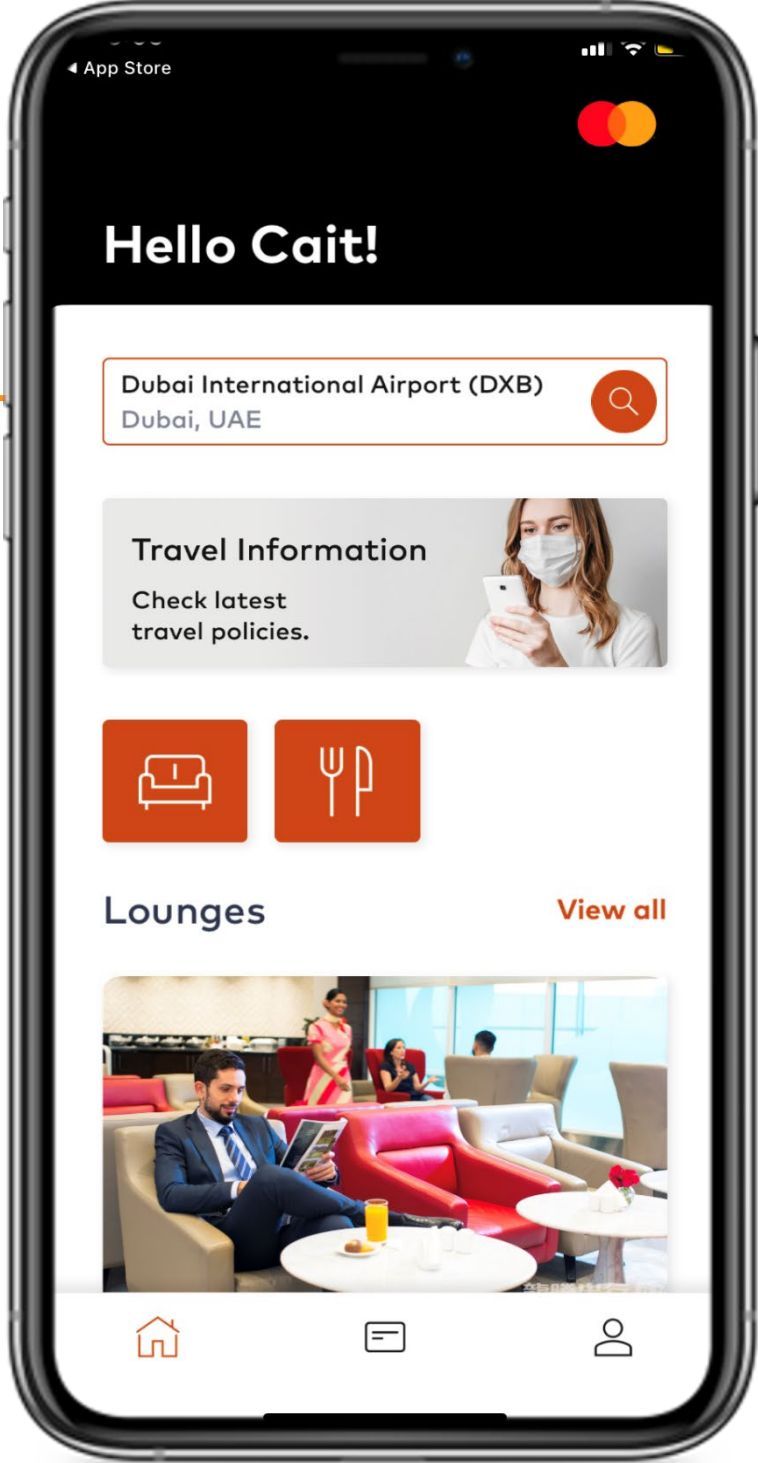 ◀ App Store
Hello Cait!
Dubai International Airport (DXB)
Dubai, UAE
Travel Information
Check latest
travel policies.
Lounges
View all